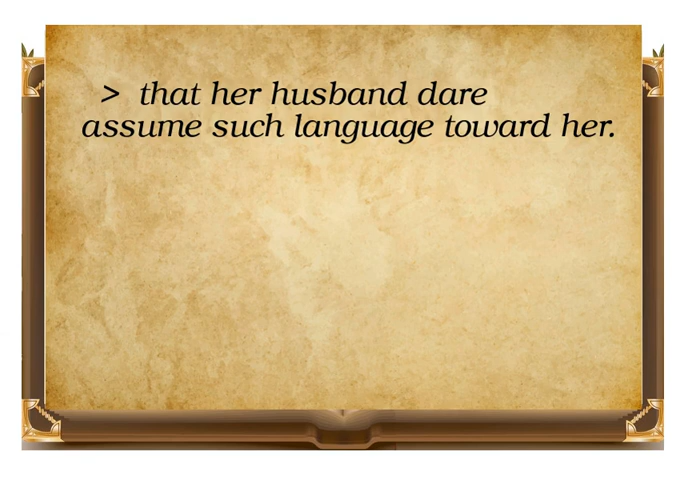 > that her husband dare
assume such language toward her.